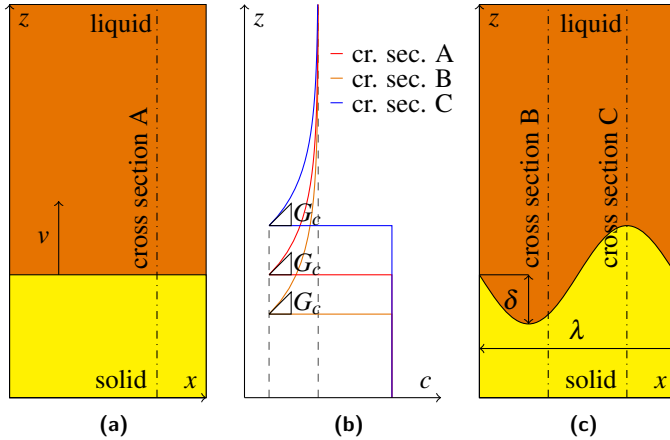 z
liquid
cross section A
v
solid
x
(a)
z
cr. sec. A
cr. sec. B
cr. sec. C
G_c
G_c
G_c
c
(b)
z
liquid
cross section B
cross section C
δ
λ
solid
x
(c)